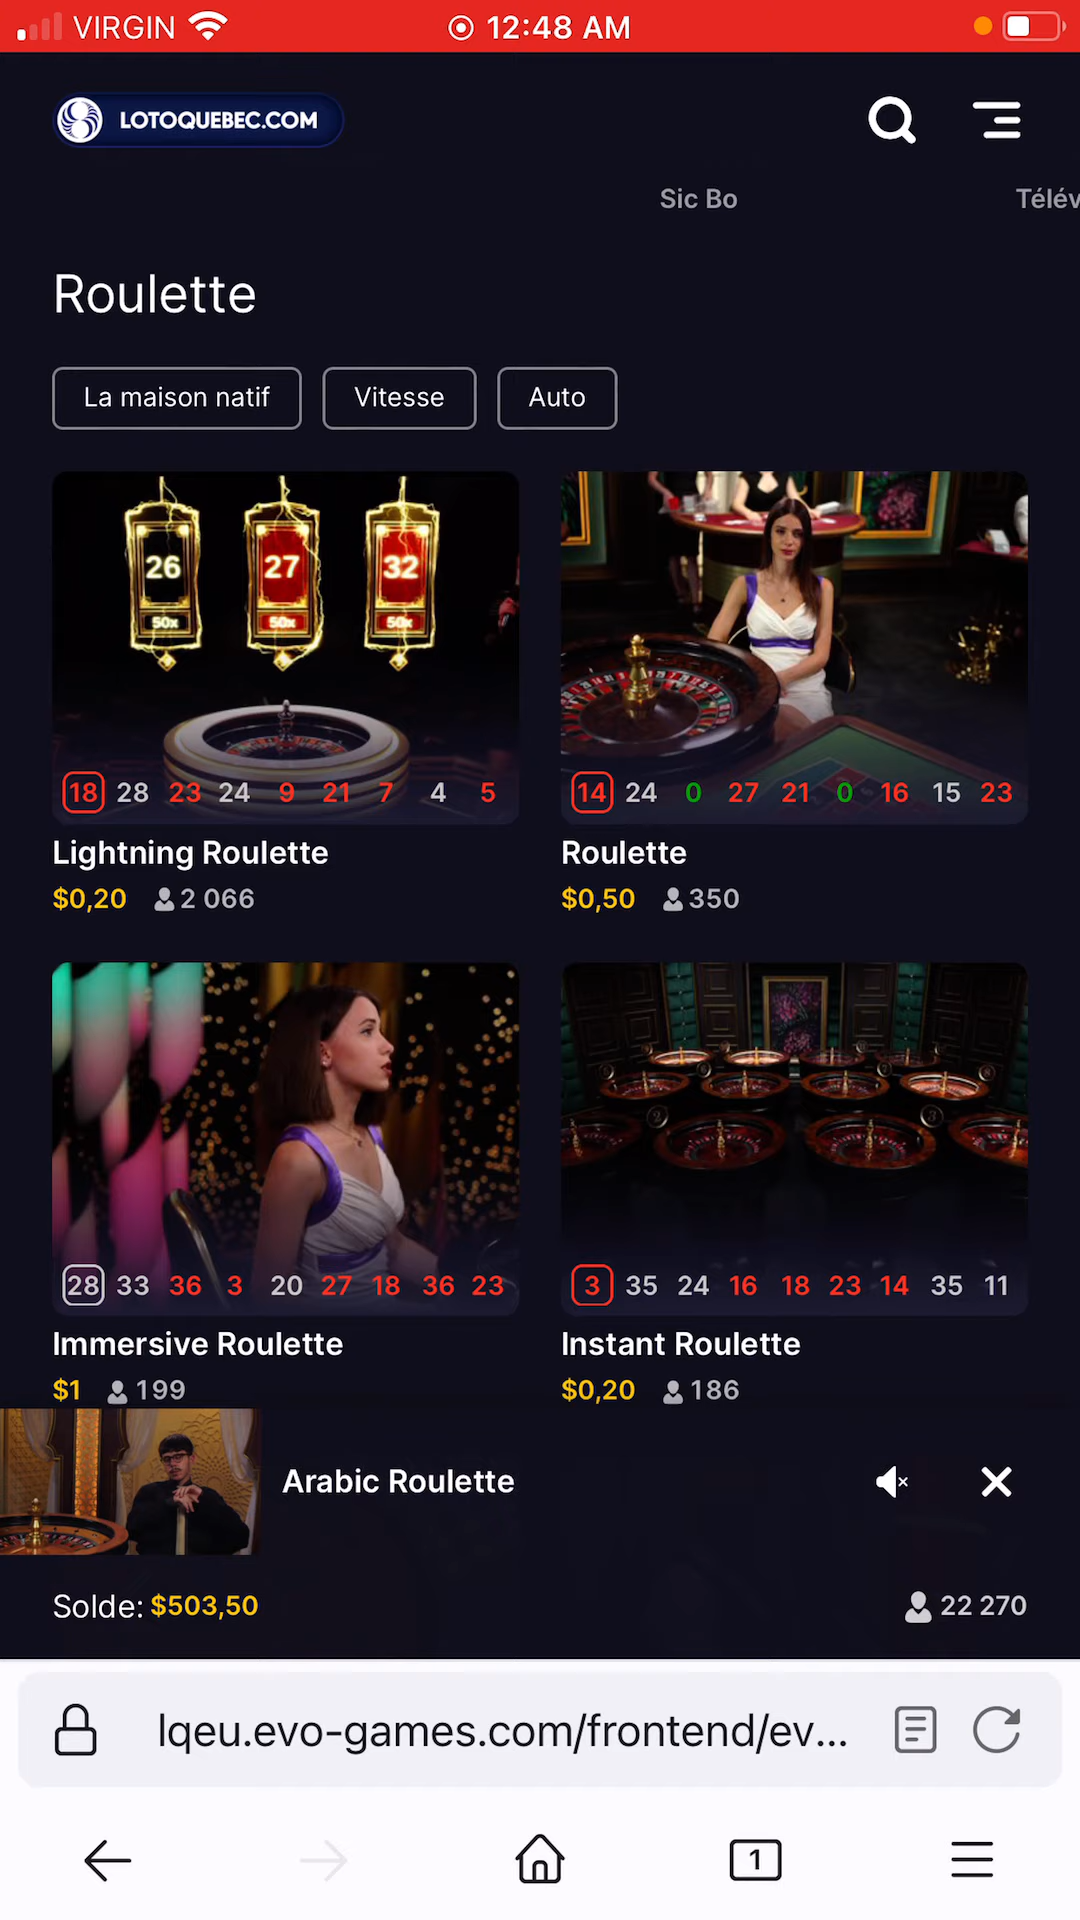 VIRGIN 12:48 AM
LOTOQUEBEC.COM
Sic Bo Télév
Roulette
La maison natif Vitesse Auto
26 27 32
50x 50x 50x
18 28 23 24 9 21 7 4 5
14 24 0 27 21 0 16 15 23
Lightning Roulette
$0,20 2 066
Roulette
$0,50 350
28 33 36 3 20 27 18 36 23
3 35 24 16 18 23 14 35 11
Immersive Roulette
$1 199
Instant Roulette
$0,20 186
Arabic Roulette
Solde: $503,50
22 270
lqeu.evo-games.com/frontend/ev...
1